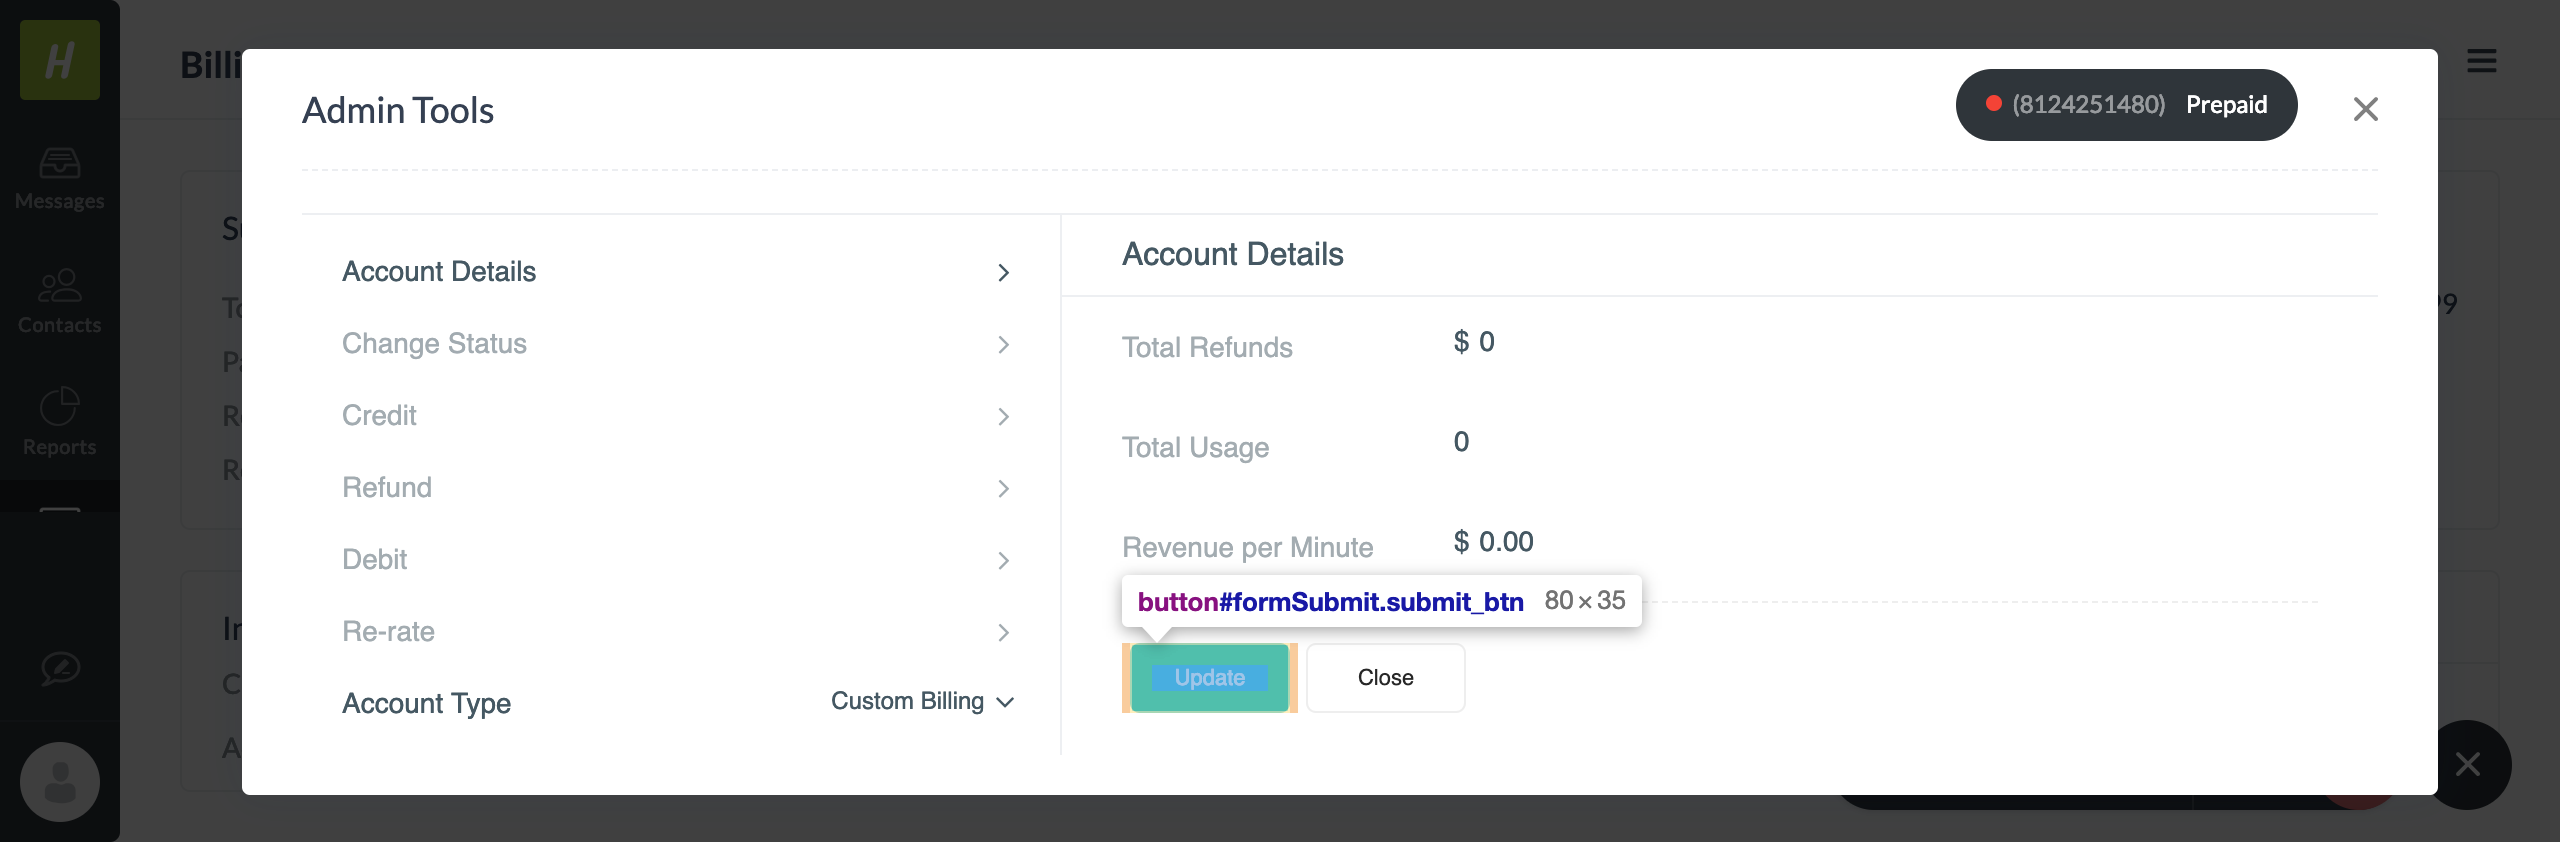 H
Billi
Messages
Contacts
Reports
Admin Tools
(8124251480) Prepaid
Account Details
Change Status
Credit
Refund
Debit
Re-rate
Account Type
Custom Billing
Account Details
Total Refunds
$ 0
Total Usage
0
Revenue per Minute
$ 0.00
button#formSubmit.submit_btn 80 × 35
Update
Close